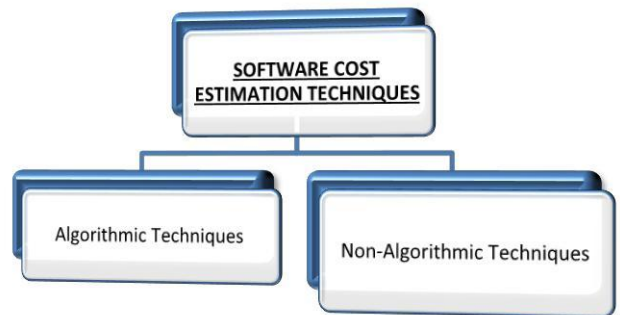 SOFTWARE COST
ESTIMATION TECHNIQUES
Algorithmic Techniques
Non-Algorithmic Techniques